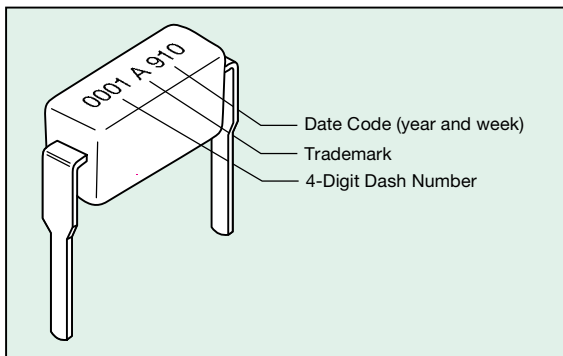 0001 A 910
Date Code (year and week)
Trademark
4-Digit Dash Number